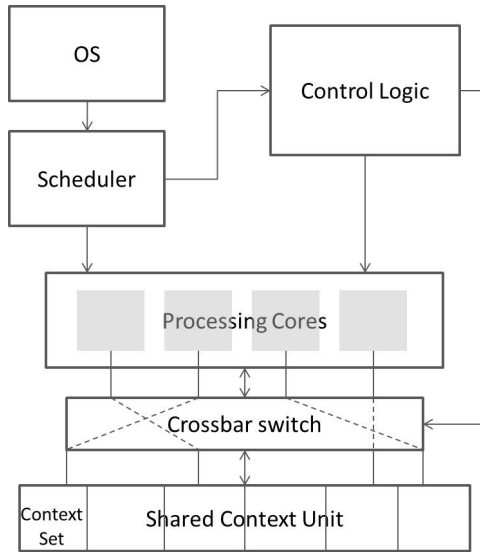 OS
Control Logic
Scheduler
Processing Cores
Crossbar switch
Context
Set
Shared Context Unit